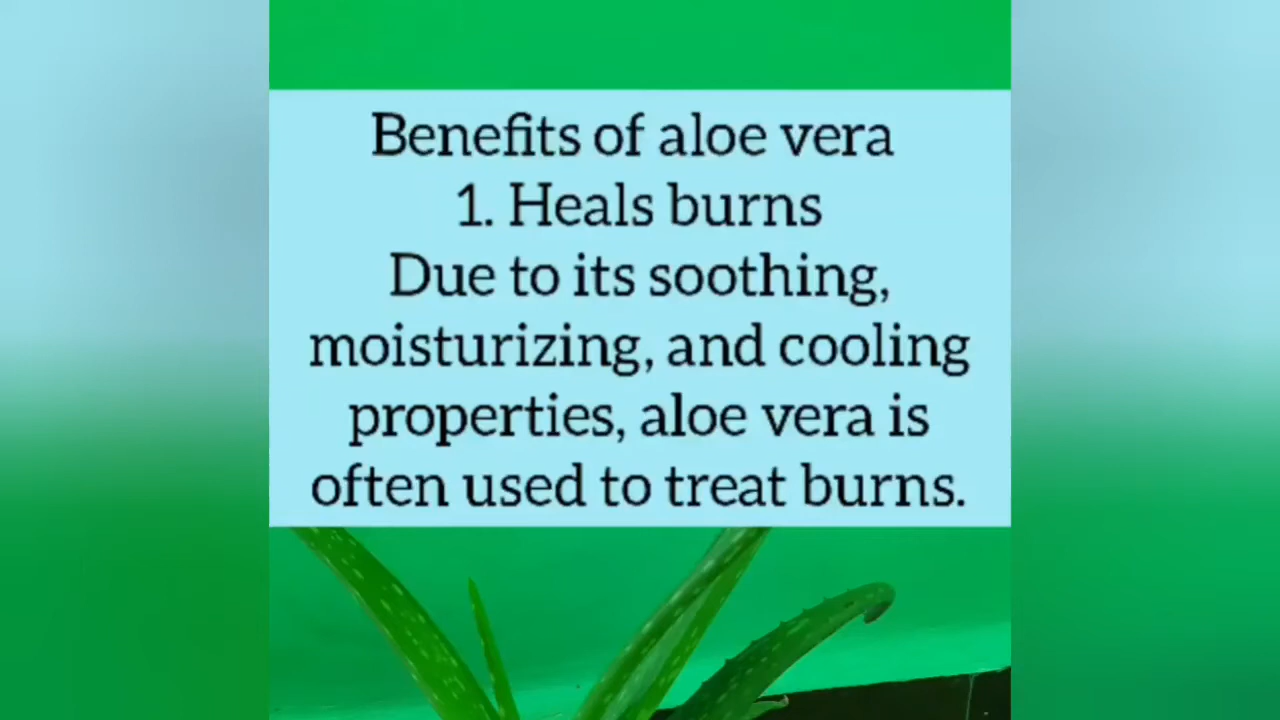 Benefits of aloe vera
1. Heals burns
Due to its soothing,
moisturizing, and cooling
properties, aloe vera is
often used to treat burns.